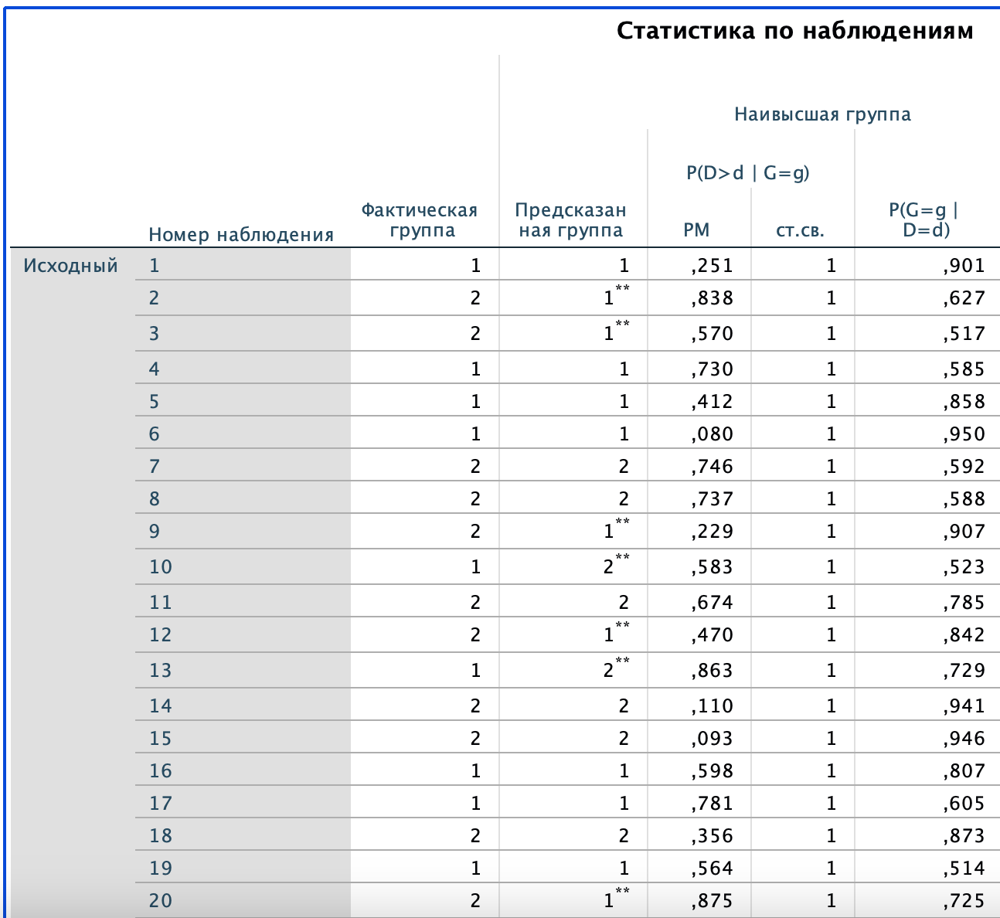 Статистика по наблюдениям
Наивысшая группа
P(D>d | G=g)
Фактическая Предсказан P(G=g |
Номер наблюдения группа ная группа PM ст.св. D=d)
Исходный 1 1 1 ,251 1 ,901
2 2 1** ,838 1 ,627
3 2 1** ,570 1 ,517
4 1 1 ,730 1 ,585
5 1 1 ,412 1 ,858
6 1 1 ,080 1 ,950
7 2 2 ,746 1 ,592
8 2 2 ,737 1 ,588
9 2 1** ,229 1 ,907
10 1 2** ,583 1 ,523
11 2 2 ,674 1 ,785
12 2 1** ,470 1 ,842
13 1 2** ,863 1 ,729
14 2 2 ,110 1 ,941
15 2 2 ,093 1 ,946
16 1 1 ,598 1 ,807
17 1 1 ,781 1 ,605
18 2 2 ,356 1 ,873
19 1 1 ,564 1 ,514
20 2 1** ,875 1 ,725